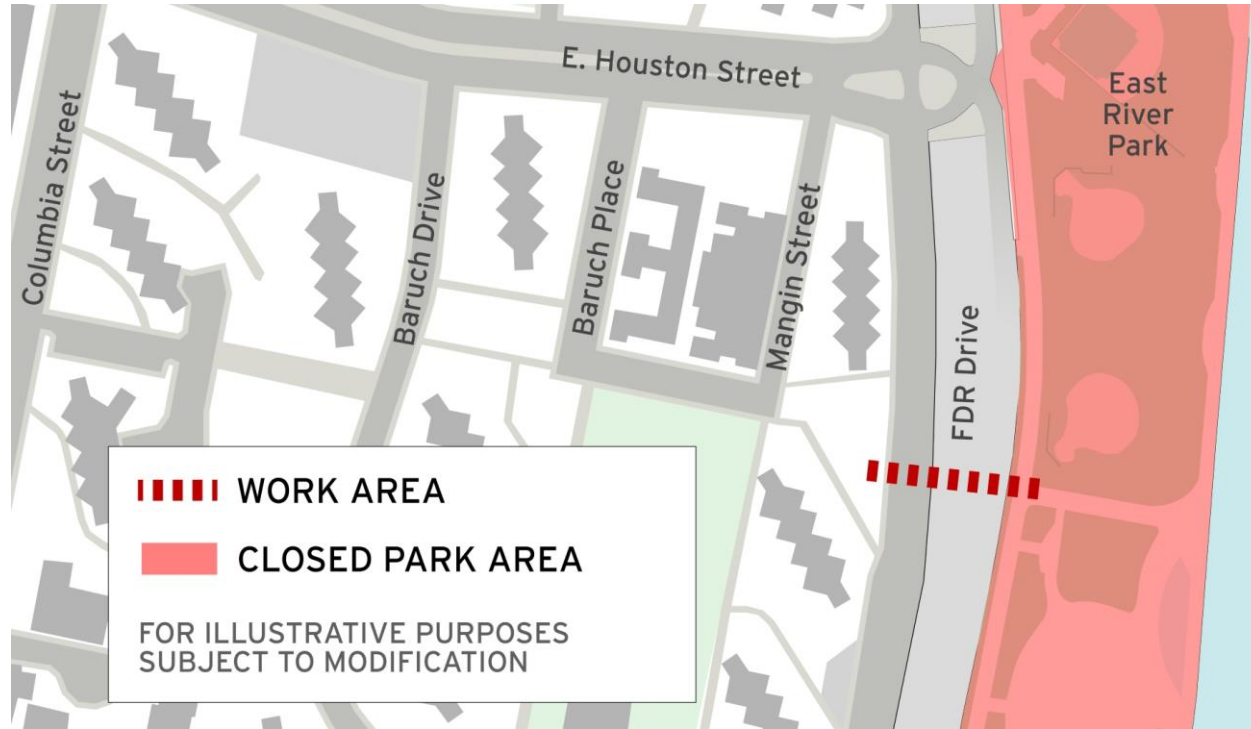 E. Houston Street
East
River
Park
Columbia Street
Baruch Drive
Baruch Place
Mangin Street
FDR Drive
WORK AREA
CLOSED PARK AREA
FOR ILLUSTRATIVE PURPOSES
SUBJECT TO MODIFICATION